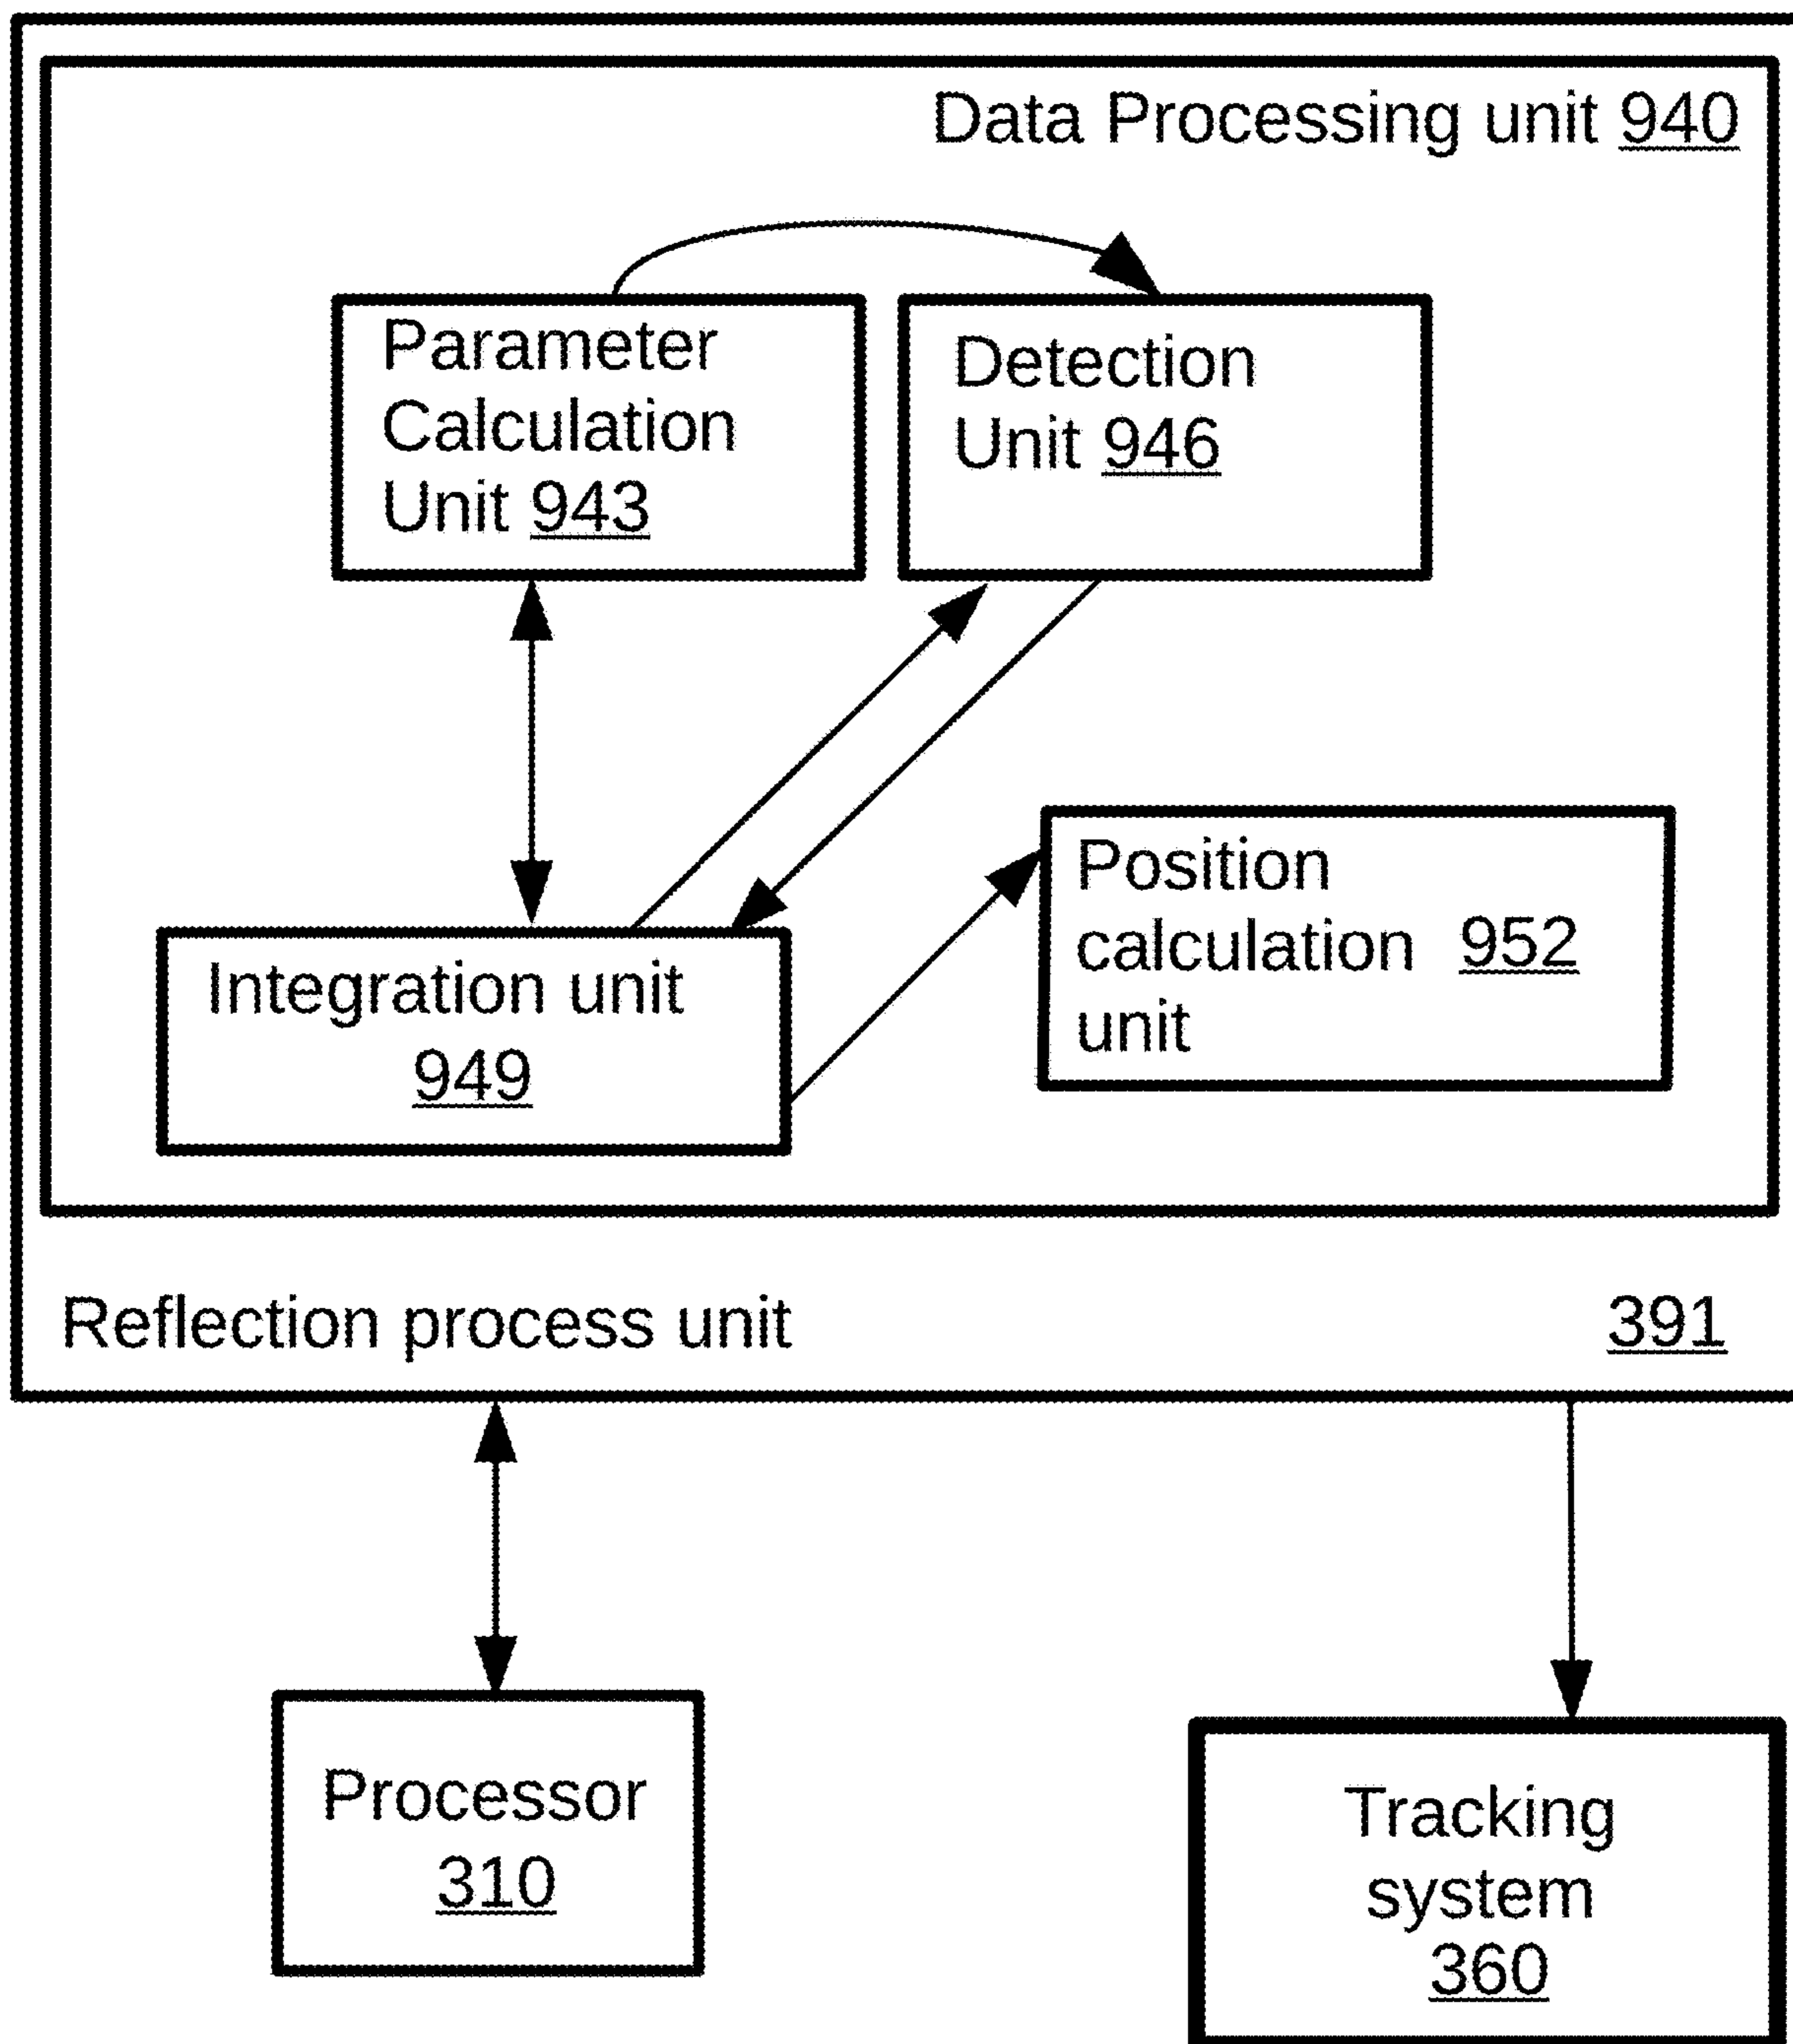 Data Processing unit 940
Parameter
Calculation
Unit 943
Detection
Unit 946
Integration unit
949
Position
calculation 952
unit
Reflection process unit 391
Processor
310
Tracking
system
360